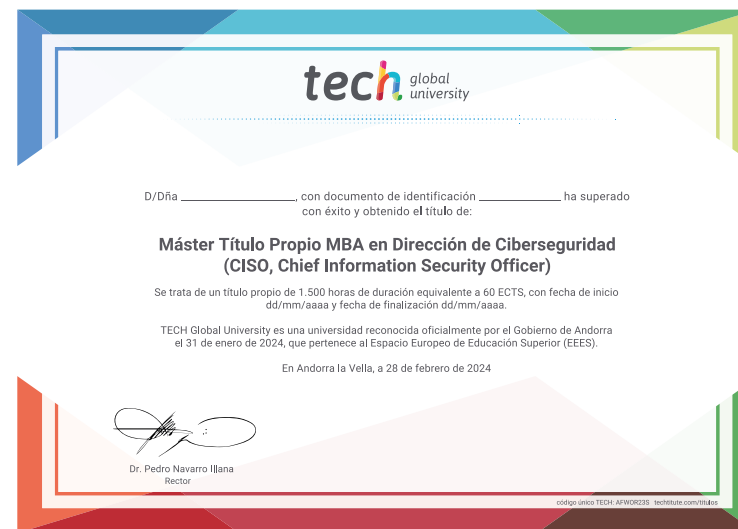 tech global university
D/Dña ______________, con documento de identificación __________ ha superado
con éxito y obtenido el título de:
Máster Título Propio MBA en Dirección de Ciberseguridad
(CISO, Chief Information Security Officer)
Se trata de un título propio de 1.500 horas de duración equivalente a 60 ECTS, con fecha de inicio
dd/mm/aaaa y fecha de finalización dd/mm/aaaa.
TECH Global University es una universidad reconocida oficialmente por el Gobierno de Andorra
el 31 de enero de 2024, que pertenece al Espacio Europeo de Educación Superior (EEES).
En Andorra la Vella, a 28 de febrero de 2024
Dr. Pedro Navarro Illana
Rector
código único TECH: AFWOR23S techtitute.com/titulos